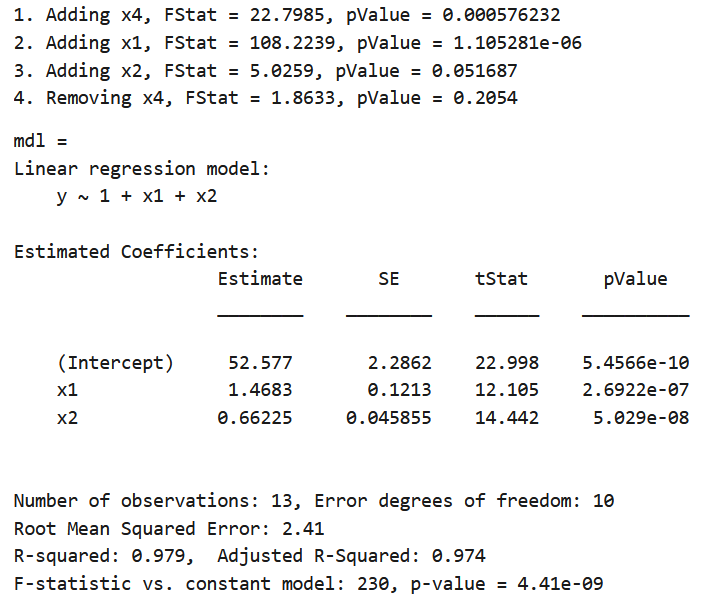 1. Adding x4, FStat = 22.7985, pValue = 0.000576232
2. Adding x1, FStat = 108.2239, pValue = 1.105281e-06
3. Adding x2, FStat = 5.0259, pValue = 0.051687
4. Removing x4, FStat = 1.8633, pValue = 0.2054
mdl =
Linear regression model:
y ~ 1 + x1 + x2
Estimated Coefficients:
Estimate SE tStat pValue
(Intercept) 52.577 2.2862 22.998 5.4566e-10
x1 1.4683 0.1213 12.105 2.6922e-07
x2 0.66225 0.045855 14.442 5.029e-08
Number of observations: 13, Error degrees of freedom: 10
Root Mean Squared Error: 2.41
R-squared: 0.979, Adjusted R-Squared: 0.974
F-statistic vs. constant model: 230, p-value = 4.41e-09